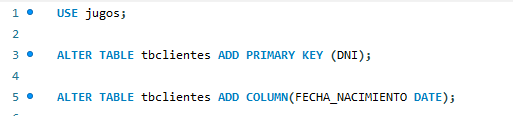 1 USE jugos;
2
3 ALTER TABLE tbclientes ADD PRIMARY KEY (DNI);
4
5 ALTER TABLE tbclientes ADD COLUMN(FECHA_NACIMIENTO DATE);